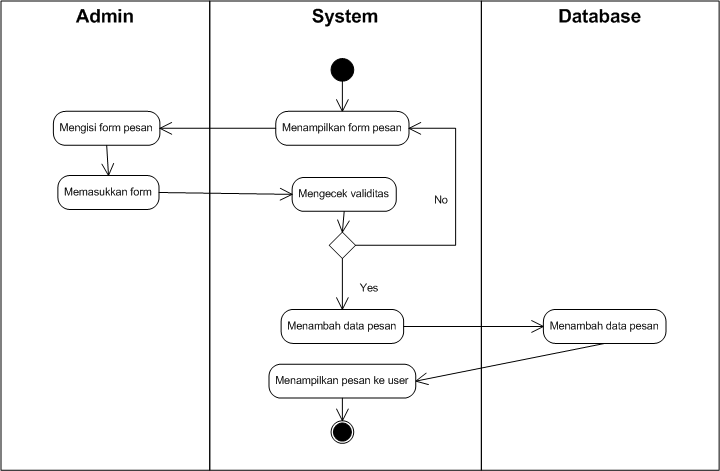 Admin
System
Database
Mengisi form pesan
Menampilkan form pesan
Memasukkan form
Mengecek validitas
No
Yes
Menambah data pesan
Menambah data pesan
Menampilkan pesan ke user